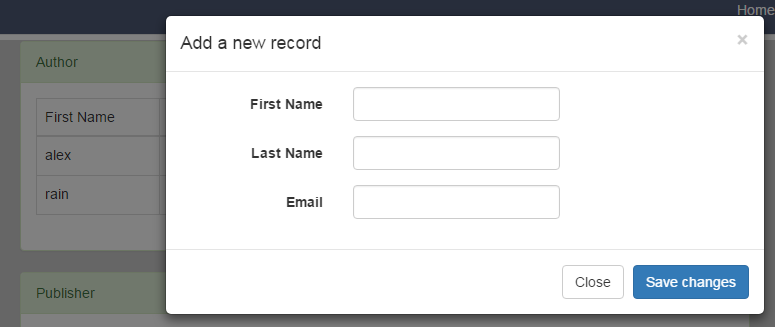 Home
Add a new record
×
Author
First Name
First Name
alex
Last Name
rain
Email
Close
Save changes
Publisher